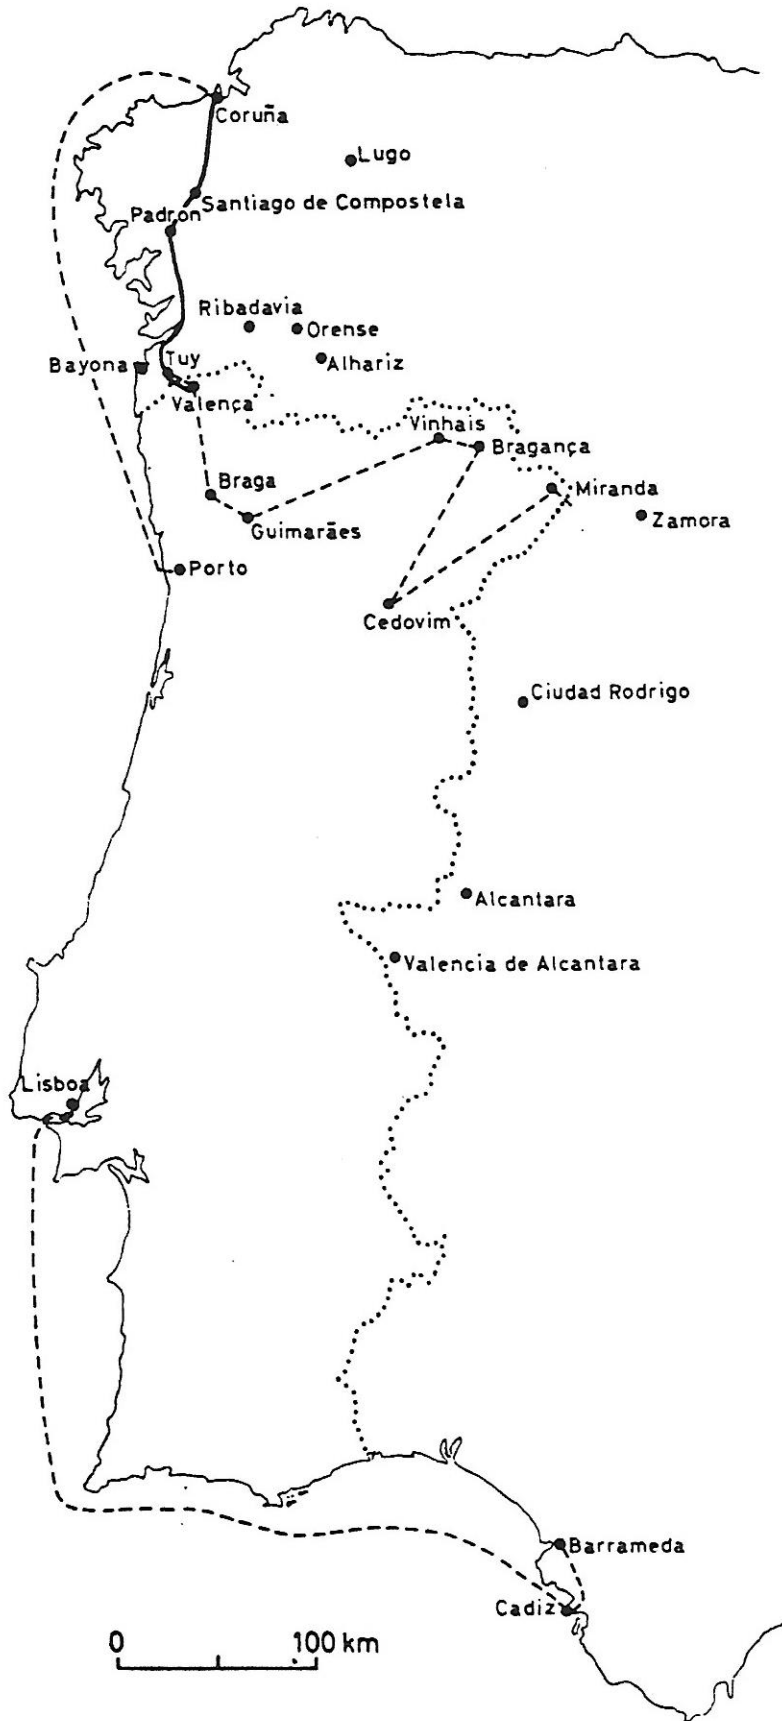 Coruña
Lugo
Santiago de Compostela
Padron
Ribadavia
Orense
Bayona
Tuy
Alhariz
Valença
Vinhais
Bragança
Braga
Miranda
Guimarães
Zamora
Porto
Cedovim
Ciudad Rodrigo
Alcantara
Valencia de Alcantara
Lisboa
Barrameda
Cadiz
0 100 km